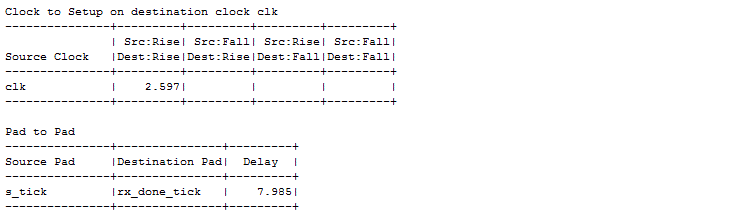 Clock to Setup on destination clock clk
---------------+---------+---------+---------+---------+
               | Src:Rise| Src:Fall| Src:Rise| Src:Fall|
Source Clock   |Dest:Rise|Dest:Rise|Dest:Fall|Dest:Fall|
---------------+---------+---------+---------+---------+
clk            |    2.597|         |         |         |
---------------+---------+---------+---------+---------+
Pad to Pad
---------------+---------------+---------+
Source Pad     |Destination Pad|  Delay  |
---------------+---------------+---------+
s_tick         |rx_done_tick   |    7.985|
---------------+---------------+---------+